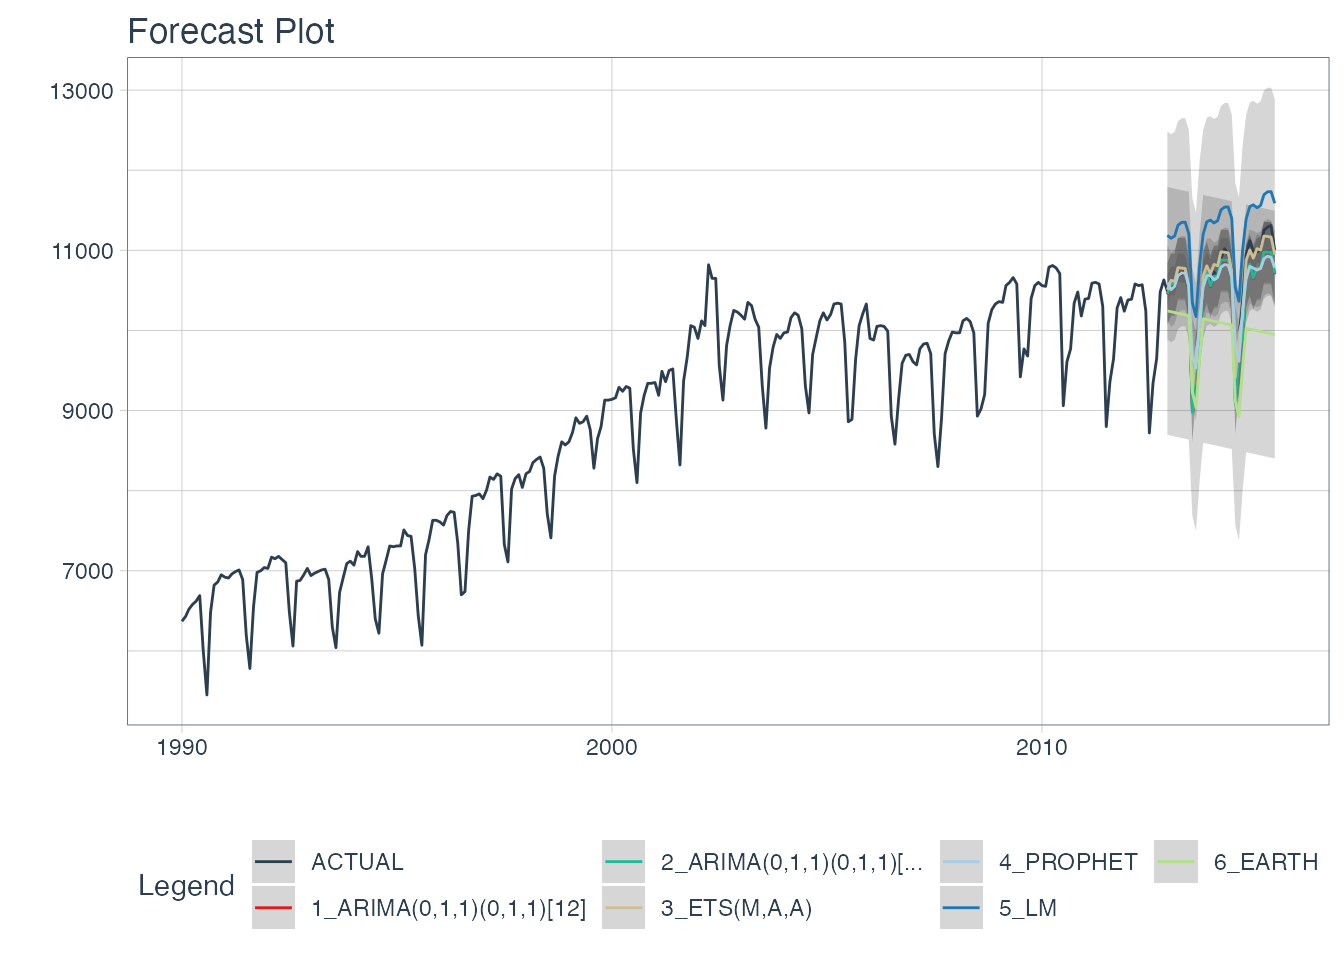 Forecast Plot
13000
11000
9000
7000
1990 2000 2010
Legend
ACTUAL 2_ARIMA(0,1,1)(0,1,1)[... 4_PROPHET 6_EARTH
1_ARIMA(0,1,1)(0,1,1)[12] 3_ETS(M,A,A) 5_LM